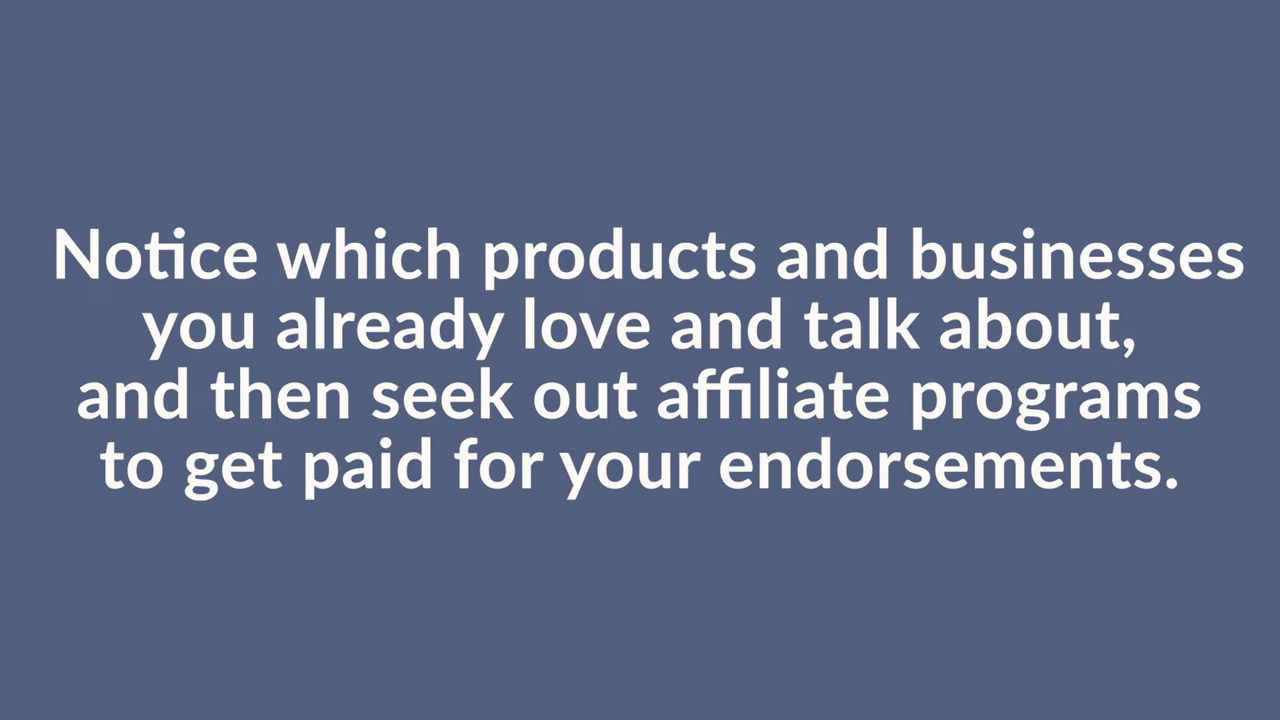 Notice which products and businesses
you already love and talk about,
and then seek out affiliate programs
to get paid for your endorsements.